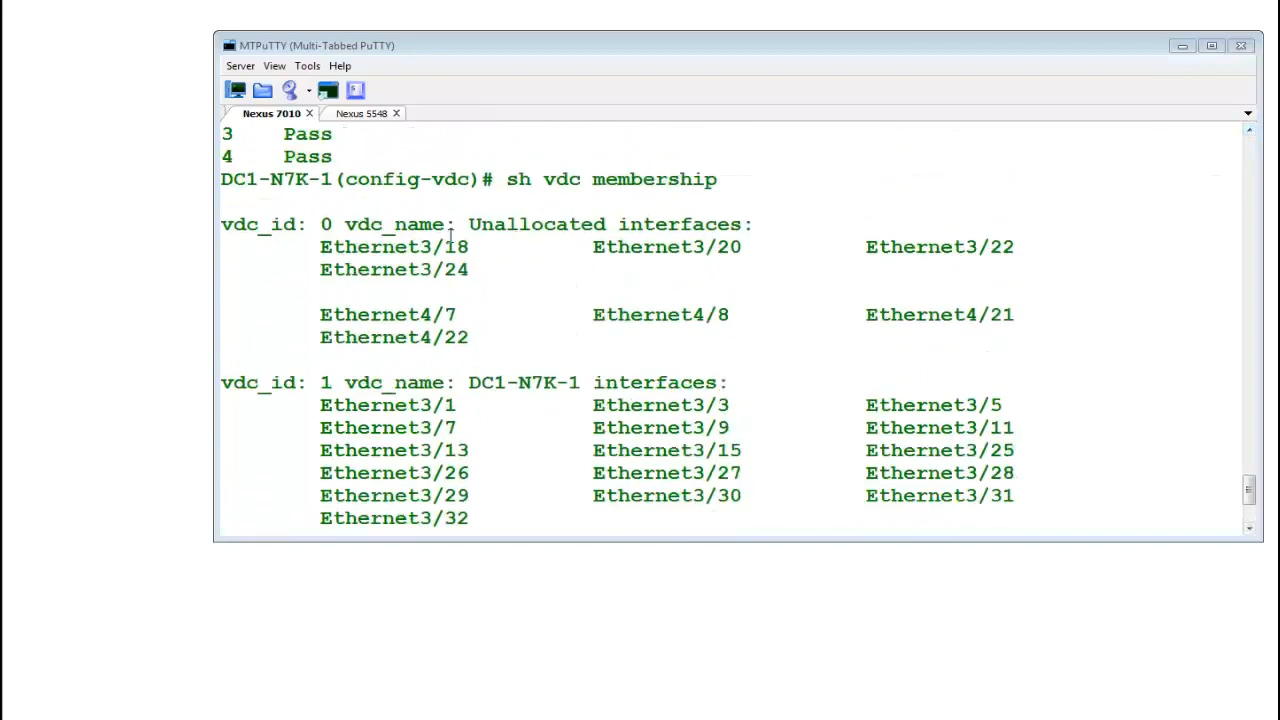 MTPuTTY (Multi-Tabbed PuTTY)
Server View Tools Help
Nexus 7010 Nexus 5548
3 Pass
4 Pass
DC1-N7K-1(config-vdc)# sh vdc membership
vdc_id: 0 vdc_name: Unallocated interfaces:
Ethernet3/18 Ethernet3/20 Ethernet3/22
Ethernet3/24
Ethernet4/7 Ethernet4/8 Ethernet4/21
Ethernet4/22
vdc_id: 1 vdc_name: DC1-N7K-1 interfaces:
Ethernet3/1 Ethernet3/3 Ethernet3/5
Ethernet3/7 Ethernet3/9 Ethernet3/11
Ethernet3/13 Ethernet3/15 Ethernet3/25
Ethernet3/26 Ethernet3/27 Ethernet3/28
Ethernet3/29 Ethernet3/30 Ethernet3/31
Ethernet3/32